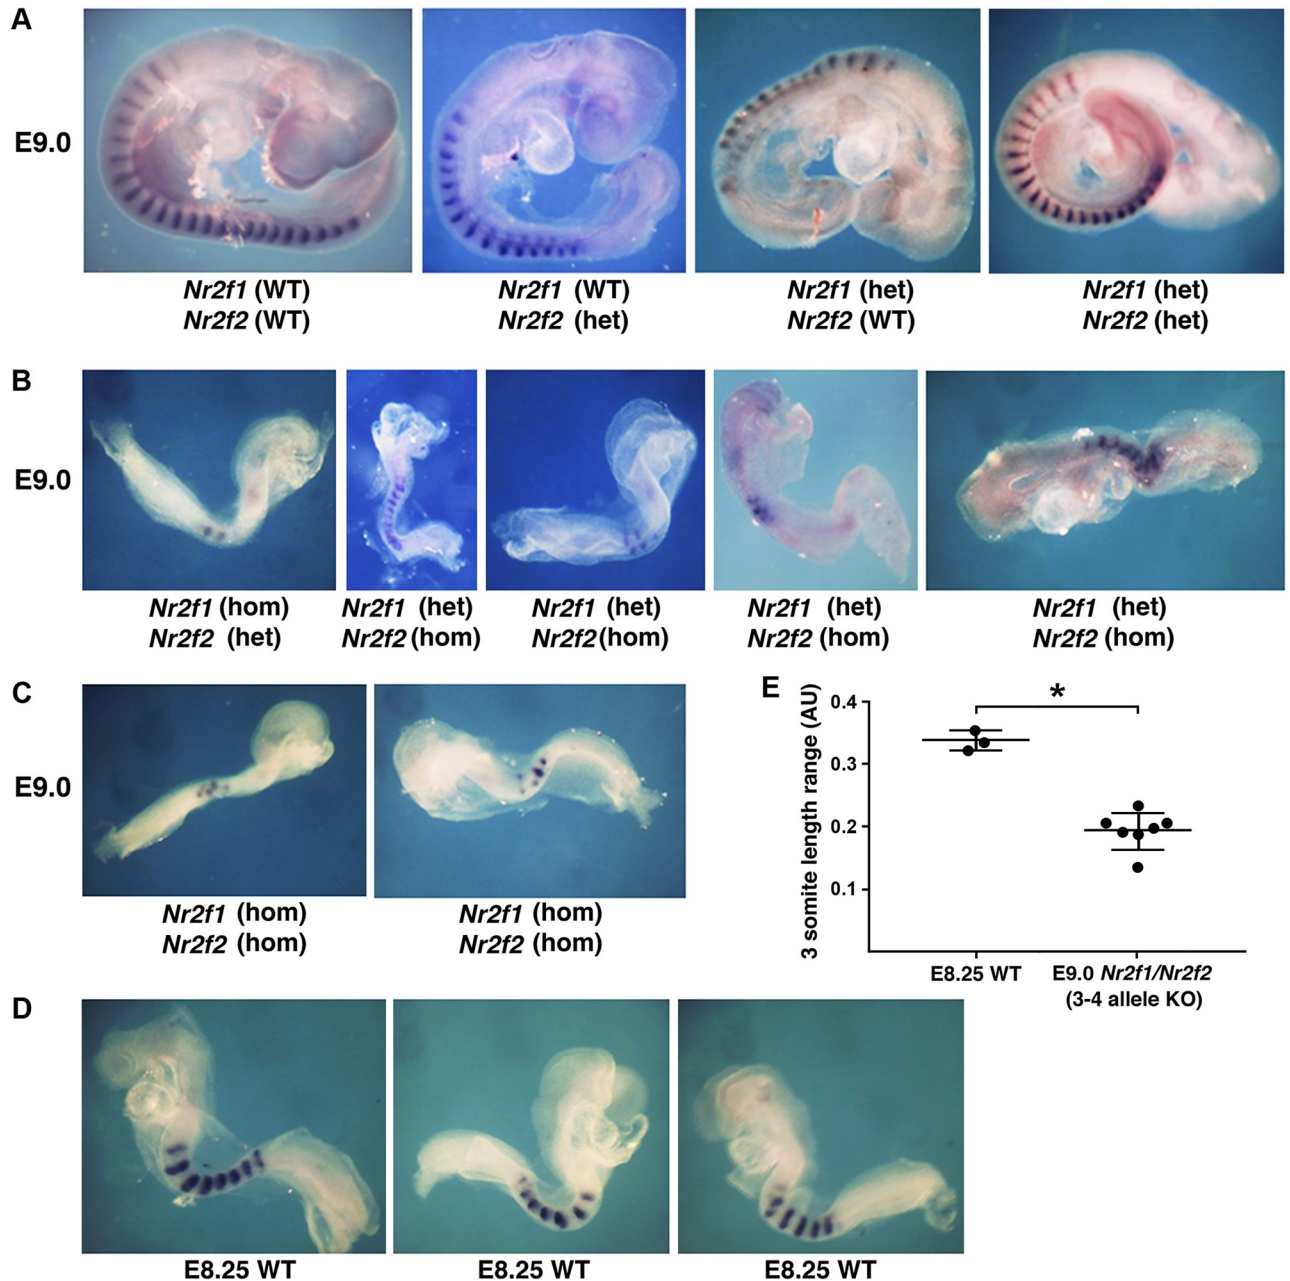 A
E9.0
Nr2f1 (WT)
Nr2f2 (WT)
Nr2f1 (WT)
Nr2f2 (het)
Nr2f1 (het)
Nr2f2 (WT)
Nr2f1 (het)
Nr2f2 (het)
B
E9.0
Nr2f1 (hom)
Nr2f2 (het)
Nr2f1 (het)
Nr2f2 (hom)
Nr2f1 (het)
Nr2f2 (hom)
Nr2f1 (het)
Nr2f2 (hom)
Nr2f1 (het)
Nr2f2 (hom)
C
E9.0
Nr2f1 (hom)
Nr2f2 (hom)
Nr2f1 (hom)
Nr2f2 (hom)
E
3 somite length range (AU)
0.4
0.3
0.2
0.1
*
E8.25 WT
E9.0 Nr2f1/Nr2f2
(3-4 allele KO)
D
E8.25 WT
E8.25 WT
E8.25 WT